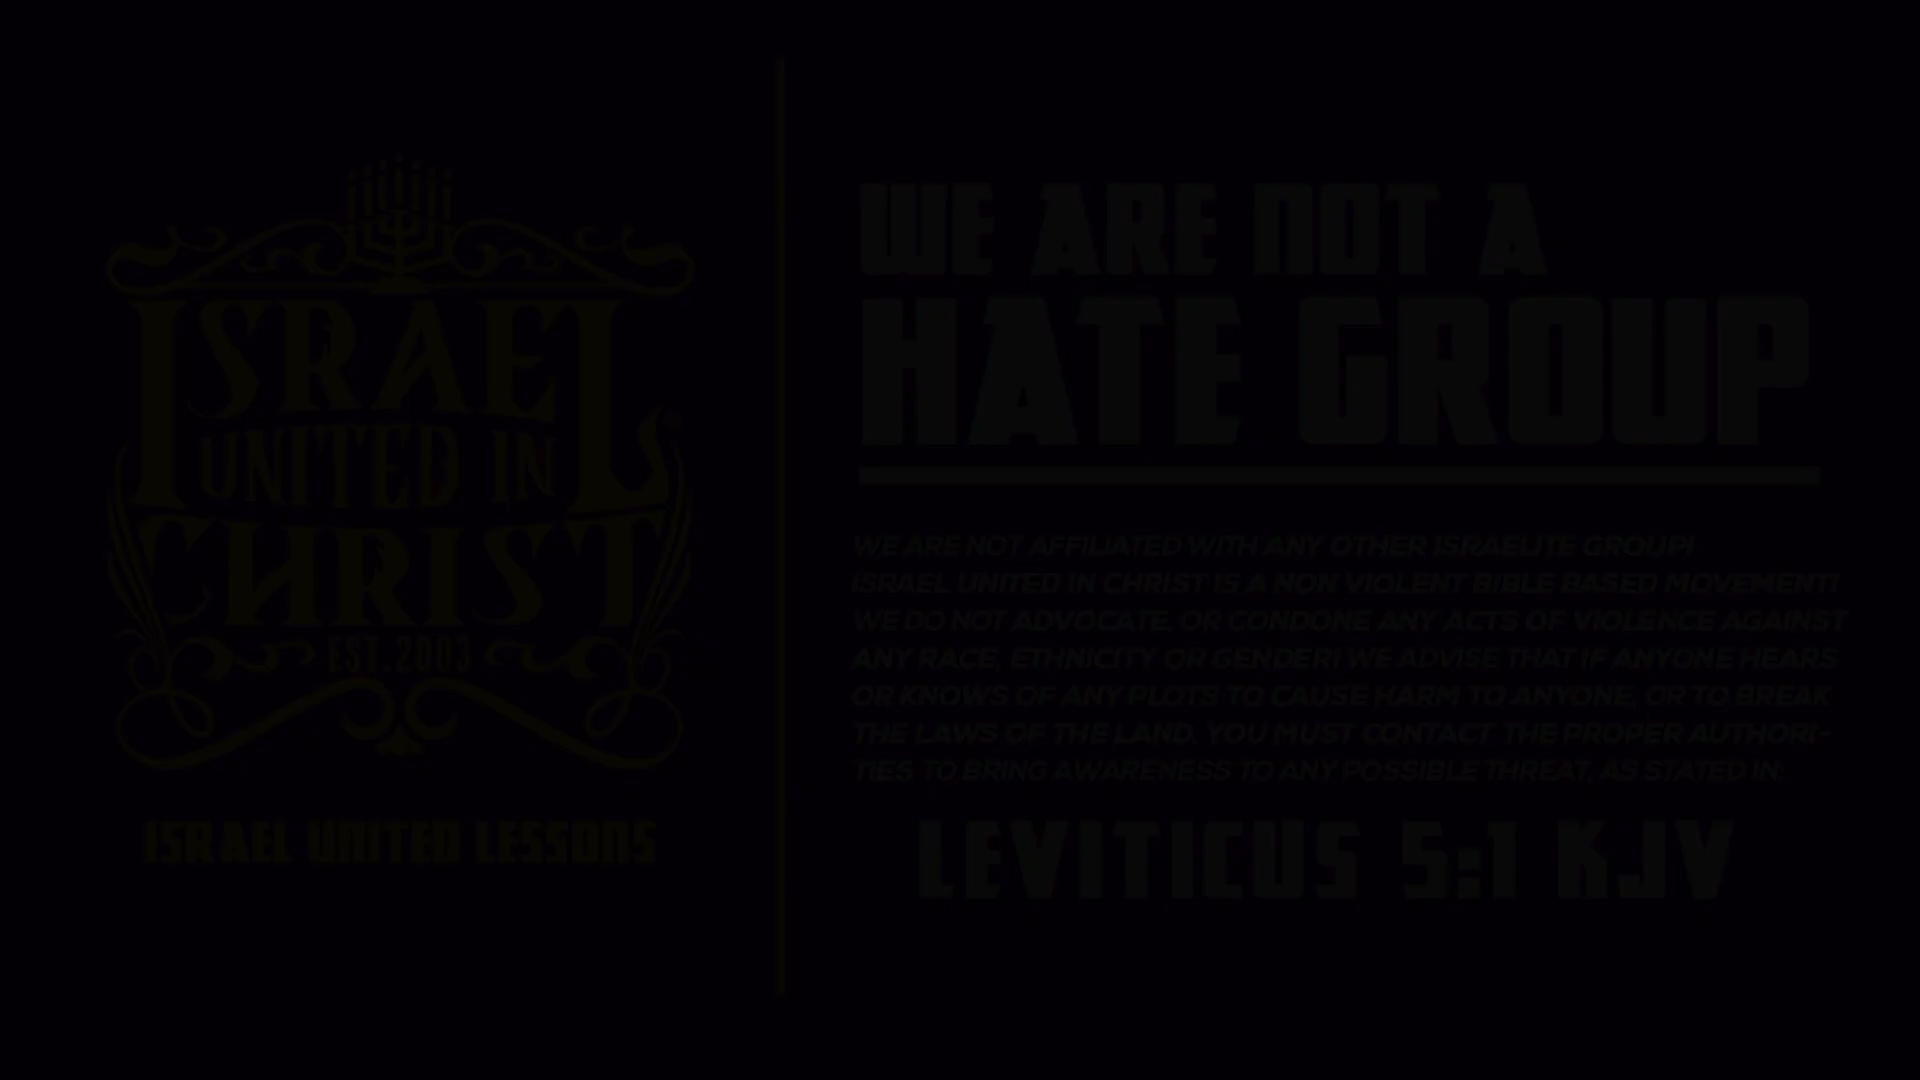 ISRAEL
UNITED IN
CHRIST
EST. 2003
ISRAEL UNITED LESSONS
WE ARE NOT A
HATE GROUP
WE ARE NOT AFFILIATED WITH ANY OTHER ISRAELITE GROUP!
ISRAEL UNITED IN CHRIST IS A NON VIOLENT BIBLE BASED MOVEMENT!
WE DO NOT ADVOCATE, OR CONDONE ANY ACTS OF VIOLENCE AGAINST
ANY RACE, ETHNICITY OR GENDER! WE ADVISE THAT IF ANYONE HEARS
OR KNOWS OF ANY PLOTS TO CAUSE HARM TO ANYONE, OR TO BREAK
THE LAWS OF THE LAND. YOU MUST CONTACT THE PROPER AUTHORI-
TIES TO BRING AWARENESS TO ANY POSSIBLE THREAT, AS STATED IN:
LEVITICUS 5:1 KJV